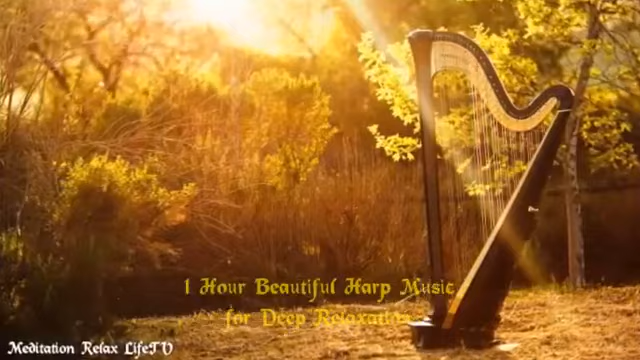 1 Hour Beautiful Harp Music
for Deep Relaxation
Meditation Relax LifeTV